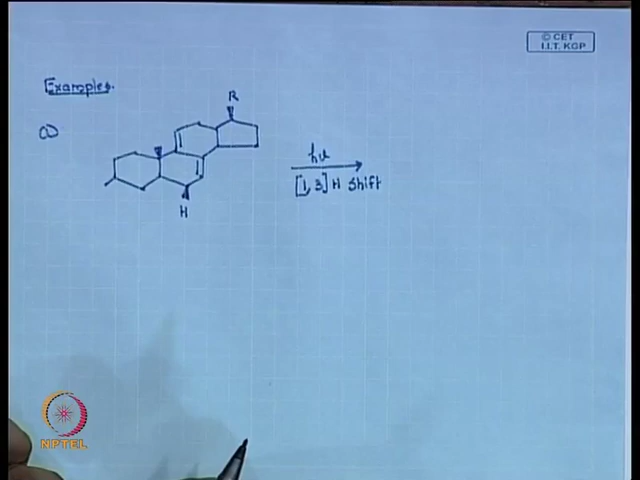 © CET
I.I.T. KGP
Examples.
a)
R
H
hν
[1,3] H Shift
NPTEL